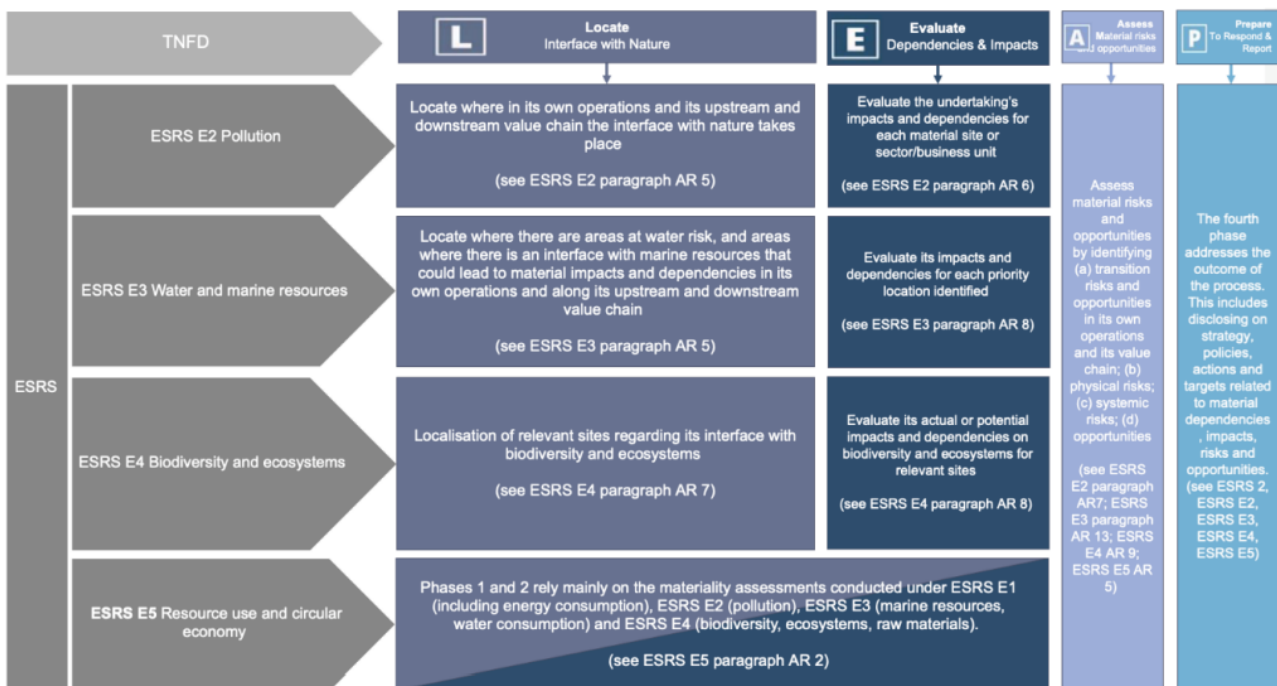 TNFD
L
Locate
Interface with Nature
E
Evaluate
Dependencies & Impacts
A
Assess
Material risks
and opportunities
P
Prepare
To Respond &
Report
ESRS
ESRS E2 Pollution
Locate where in its own operations and its upstream and
downstream value chain the interface with nature takes
place
(see ESRS E2 paragraph AR 5)
Evaluate the undertaking's
impacts and dependencies for
each material site or
sector/business unit
(see ESRS E2 paragraph AR 6)
ESRS E3 Water and marine resources
Locate where there are areas at water risk, and areas
where there is an interface with marine resources that
could lead to material impacts and dependencies in its
own operations and along its upstream and downstream
value chain
(see ESRS E3 paragraph AR 5)
Evaluate its impacts and
dependencies for each priority
location identified
(see ESRS E3 paragraph AR 8)
ESRS E4 Biodiversity and ecosystems
Localisation of relevant sites regarding its interface with
biodiversity and ecosystems
(see ESRS E4 paragraph AR 7)
Evaluate its actual or potential
impacts and dependencies on
biodiversity and ecosystems for
relevant sites
(see ESRS E4 paragraph AR 8)
ESRS E5 Resource use and circular
economy
Phases 1 and 2 rely mainly on the materiality assessments conducted under ESRS E1
(including energy consumption), ESRS E2 (pollution), ESRS E3 (marine resources,
water consumption) and ESRS E4 (biodiversity, ecosystems, raw materials).
(see ESRS E5 paragraph AR 2)
Assess
material risks
and
opportunities
by identifying
(a) transition
risks and
opportunities
in its own
operations
and its value
chain; (b)
physical risks;
(c) systemic
risks; (d)
opportunities
(see ESRS
E2 paragraph
AR7; ESRS
E3 paragraph
AR 13; ESRS
E4 AR 9;
ESRS E5 AR
5)
The fourth
phase
addresses the
outcome of
the process.
This includes
disclosing on
strategy,
policies,
actions and
targets related
to material
dependencies
, impacts,
risks and
opportunities.
(see ESRS 2,
ESRS E2,
ESRS E3,
ESRS E4,
ESRS E5)